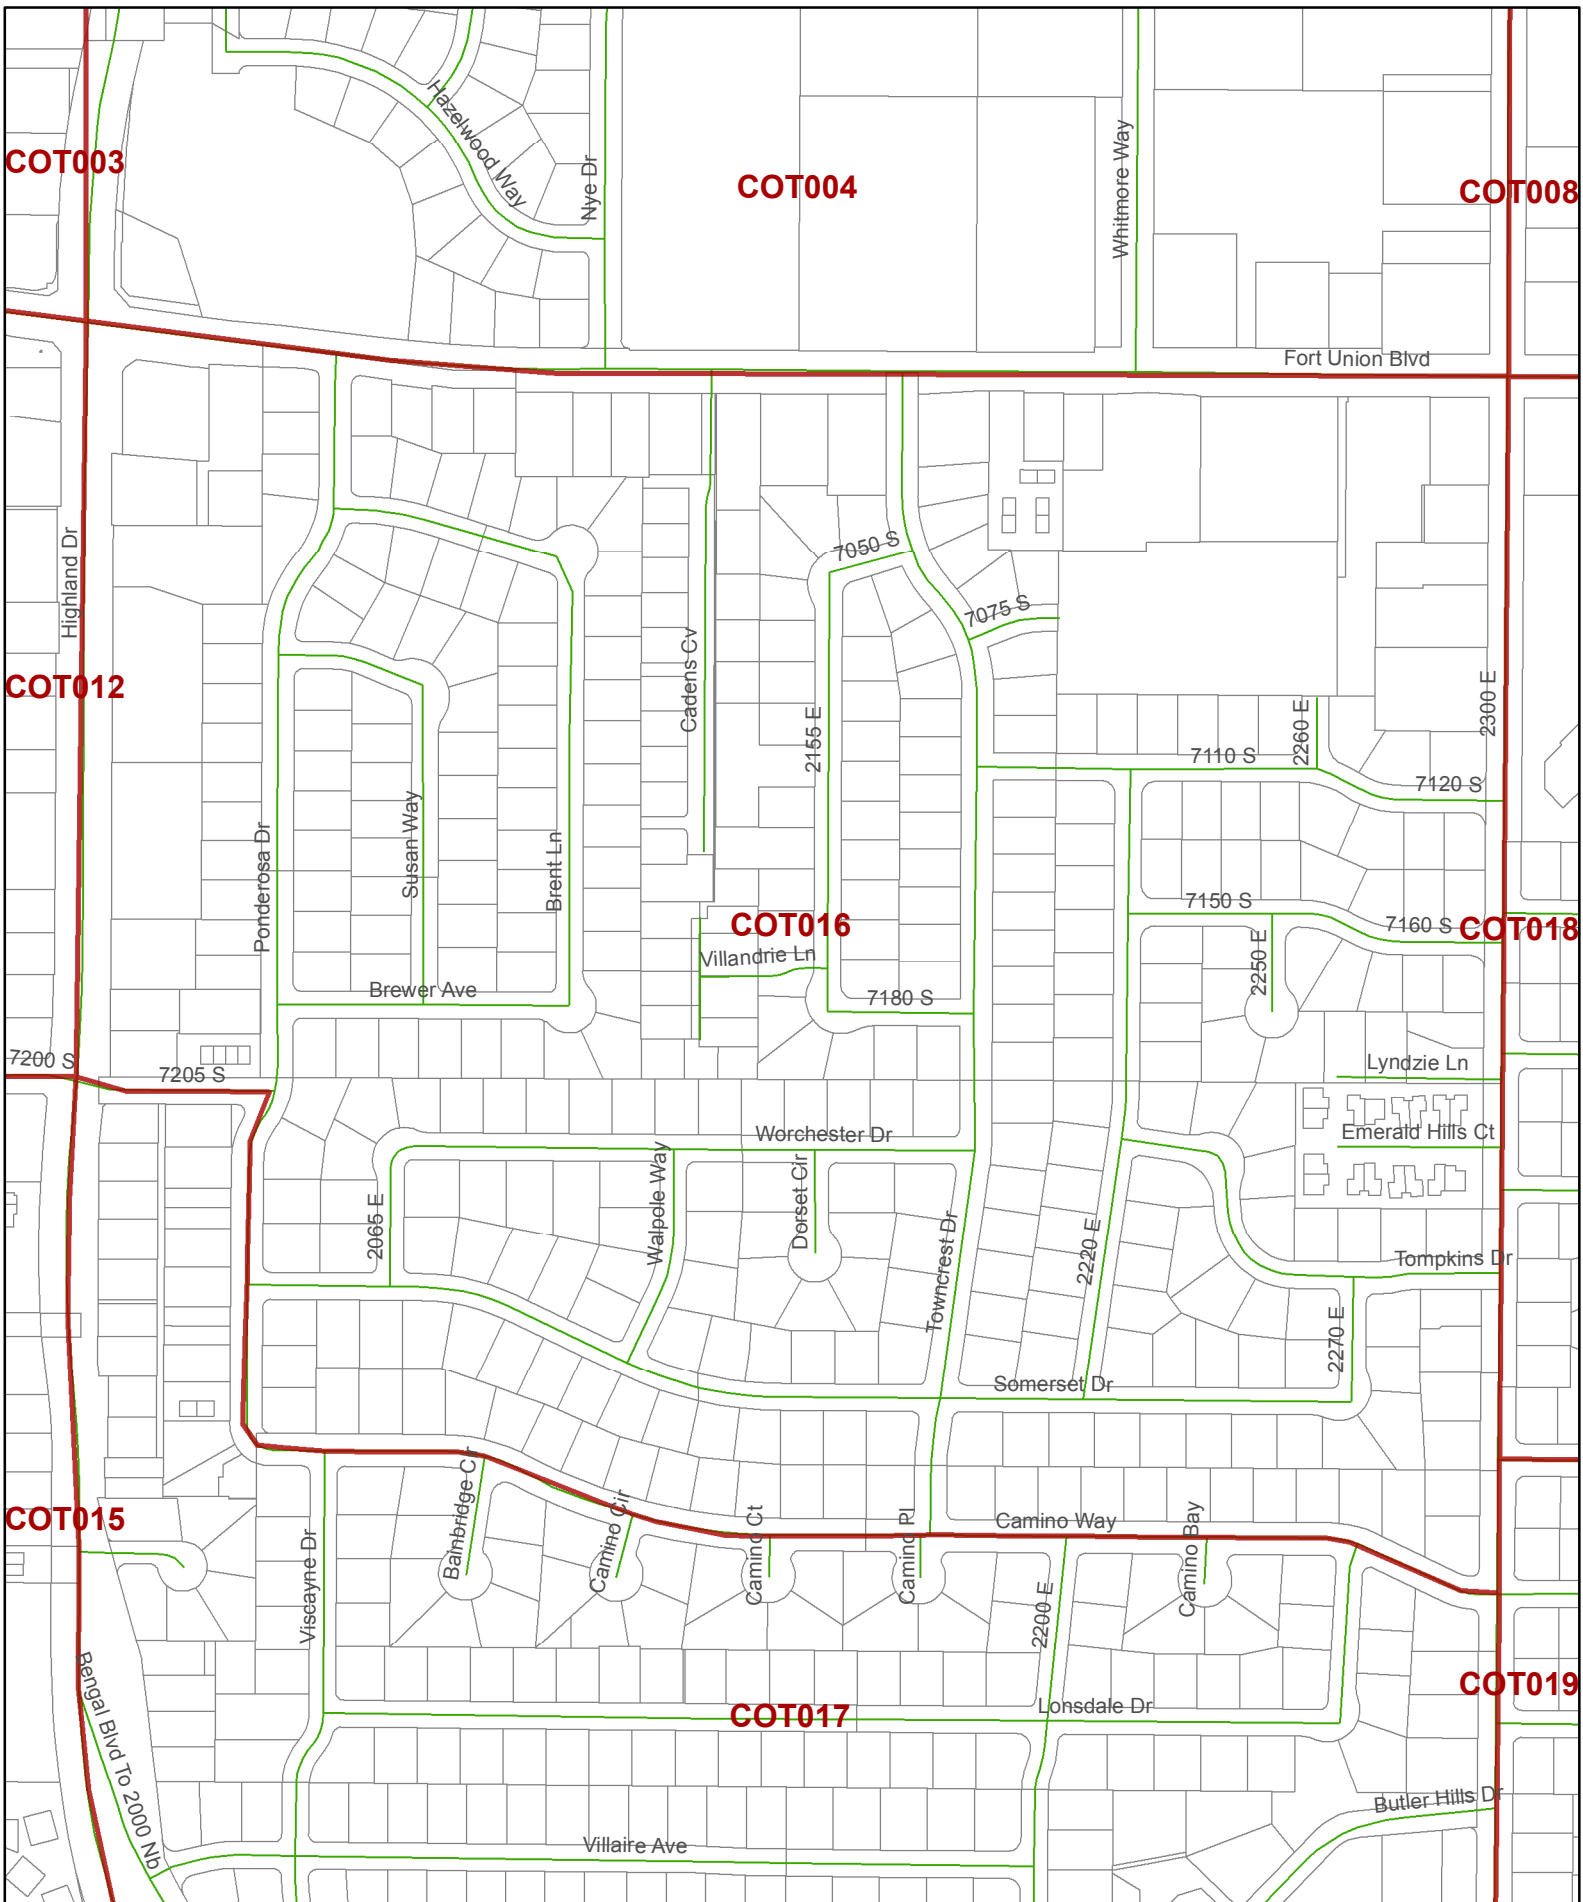 Hazelwood Way
Nye Dr
Whitmore Way
COT003
COT004
COT008
Fort Union Blvd
Highland Dr
7050 S
7075 S
Cadens Cv
2155 E
COT012
2260 E
2300 E
7110 S
7120 S
Ponderosa Dr
Susan Way
Brent Ln
7150 S
7160 S
COT016
COT018
Villandrie Ln
2250 E
Brewer Ave
7180 S
7200 S
7205 S
Lyndzie Ln
Worchester Dr
Emerald Hills Ct
2065 E
Walpole Way
Dorset Cir
Towncrest Dr
2220 E
Tompkins Dr
2270 E
Somerset Dr
COT015
Viscayne Dr
Bainbridge Cir
Camino Cir
Camino Ct
Camino Pl
Camino Way
Camino Bay
2200 E
COT019
Lonsdale Dr
COT017
Bengal Blvd To 2000 Nb
Butler Hills Dr
Villaire Ave